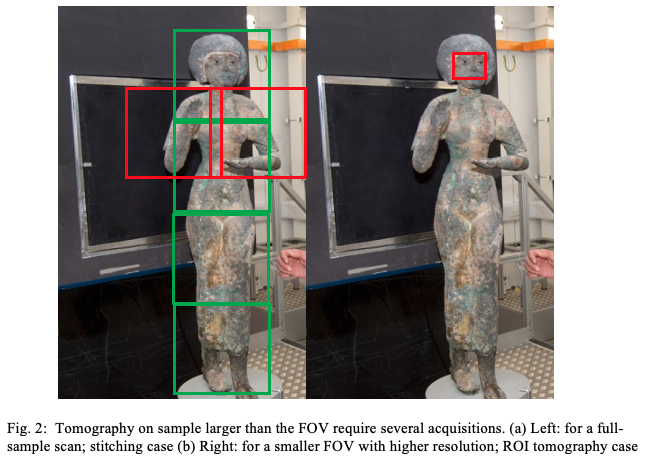 Fig. 2:  Tomography on sample larger than the FOV require several acquisitions. (a) Left: for a full-
sample scan; stitching case (b) Right: for a smaller FOV with higher resolution; ROI tomography case